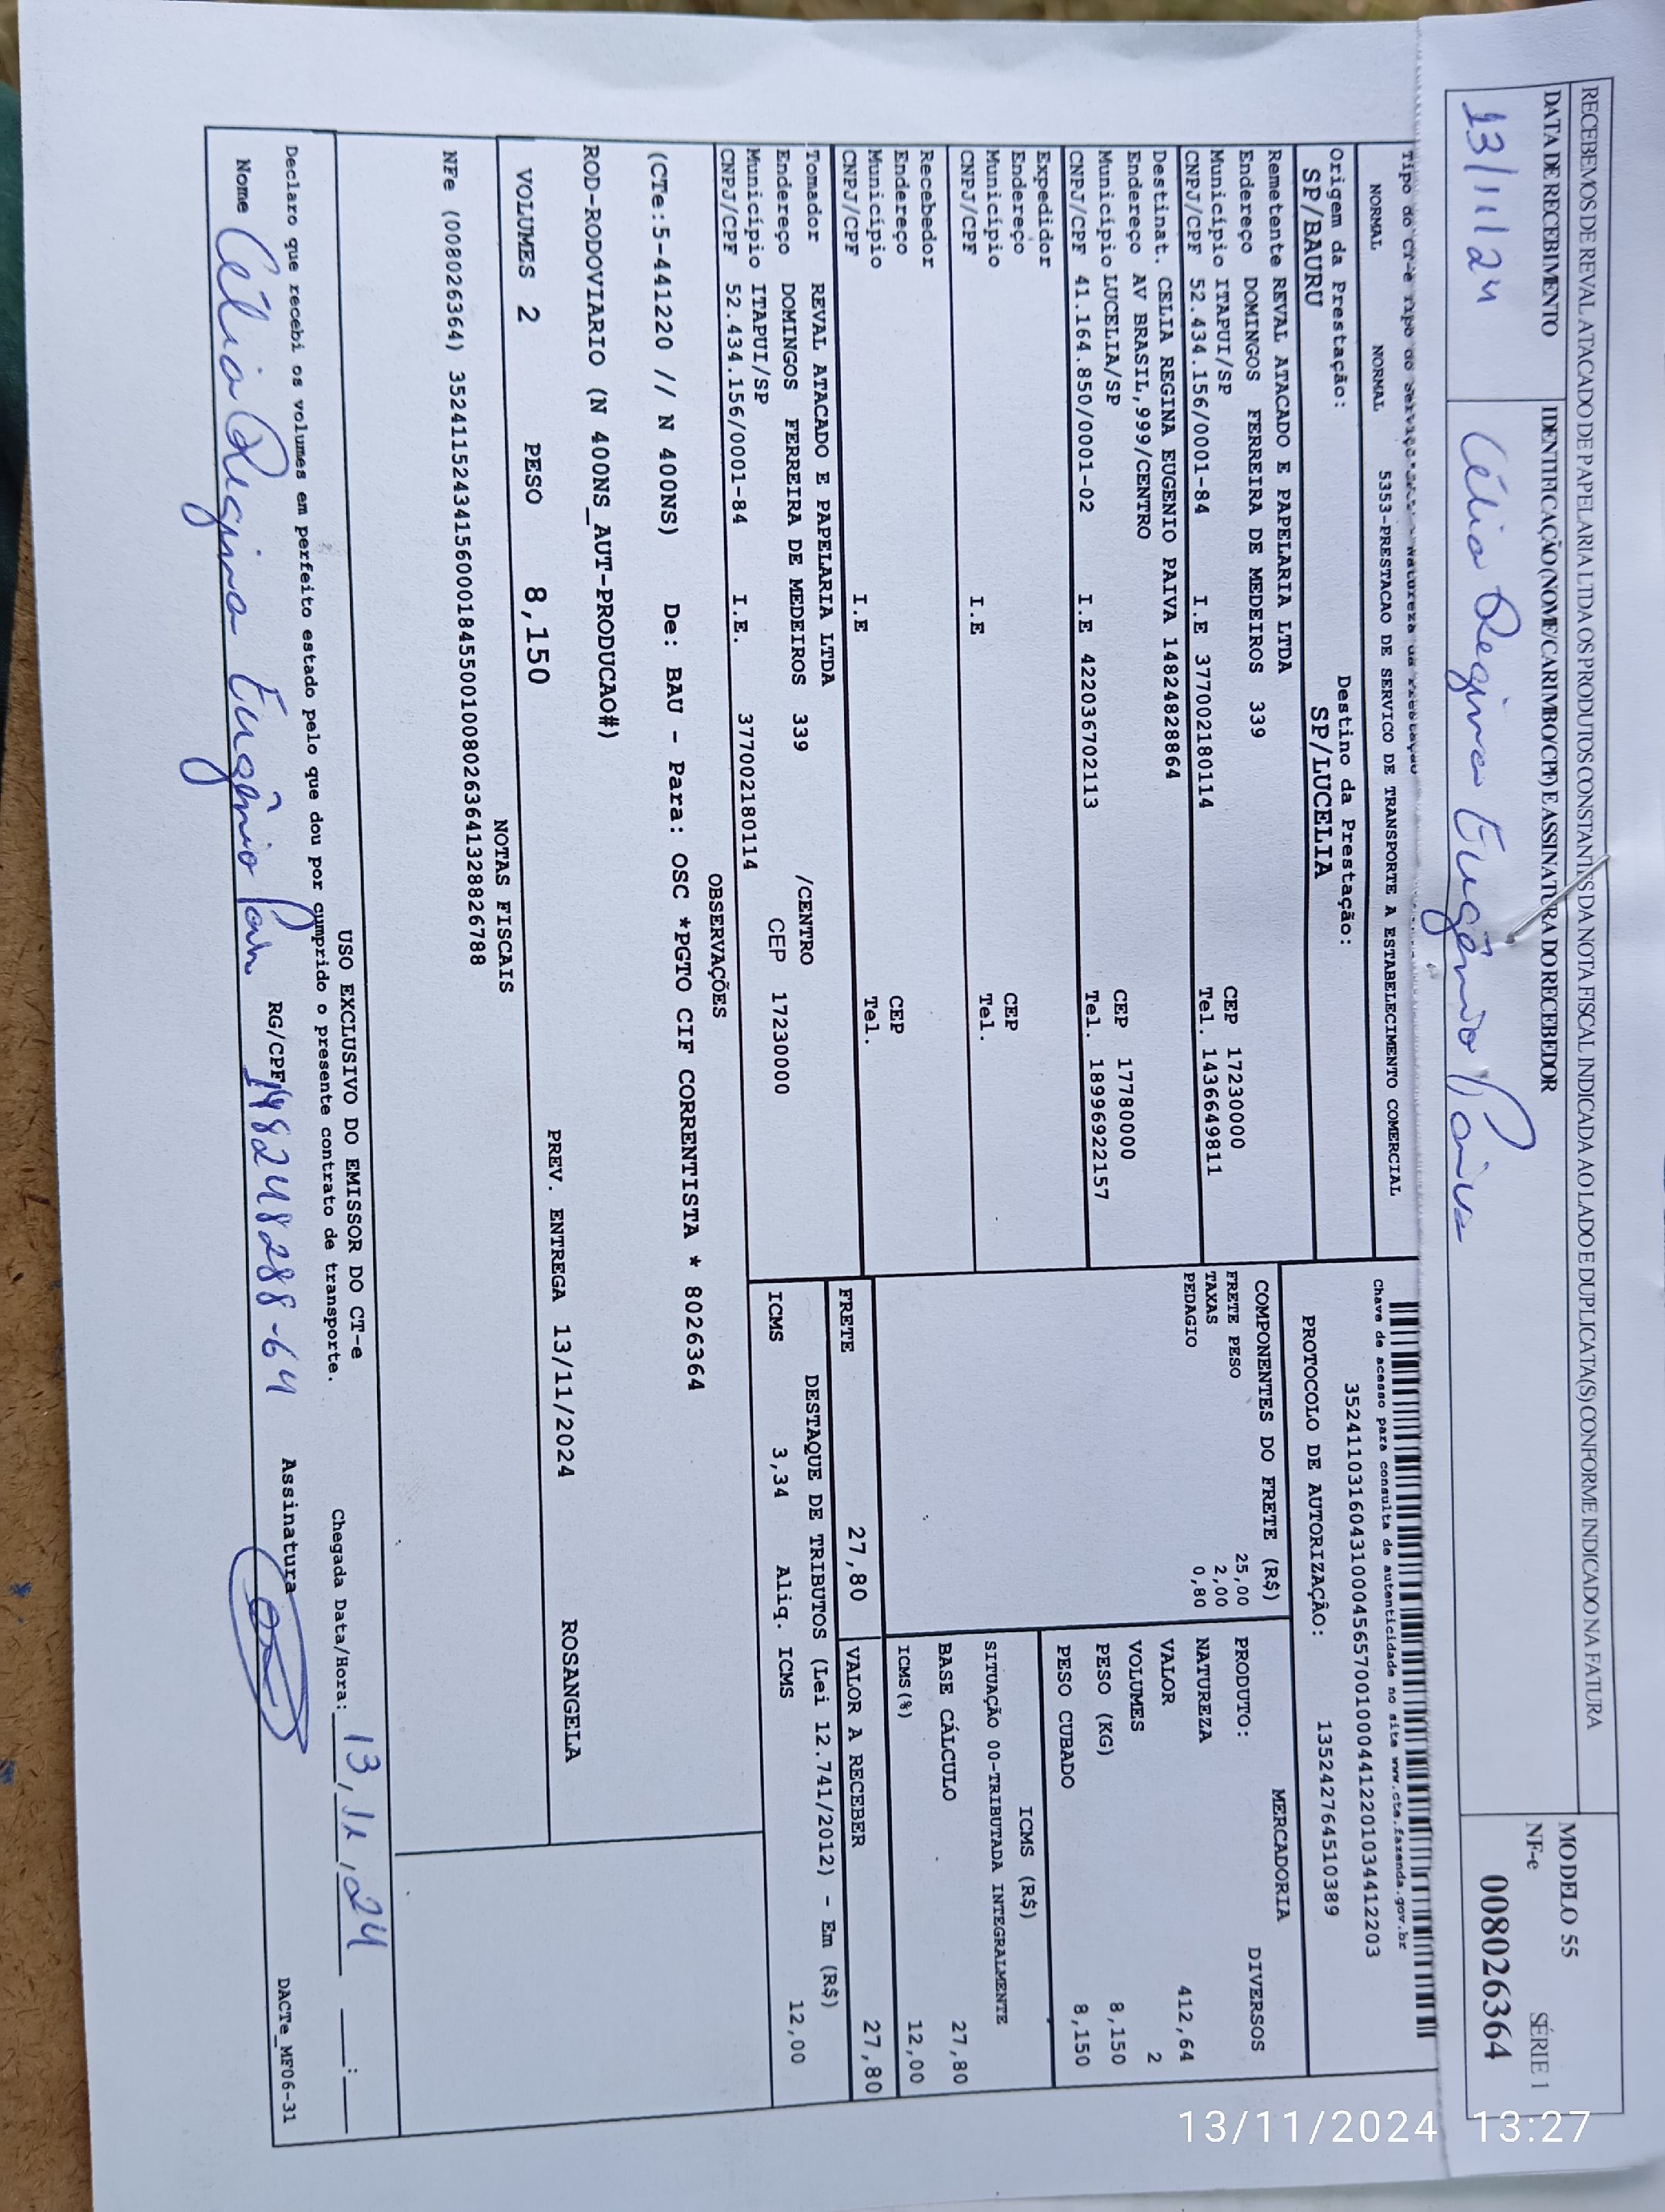 RECEBEMOS DE REVAL ATACADO DE PAPELARIA LTDA OS PRODUTOS CONSTANTES DA NOTA FISCAL INDICADA AO LADO E DUPLICATA(S) CONFORME INDICADO NA FATURA
DATA DE RECEBIMENTO
13/11/24
IDENTIFICAÇÃO (NOME/CARIMBO/CPF) E ASSINATURA DO RECEBEDOR
Célia Regina Eugênio Paiva
MODELO 55
NF-e SÉRIE 1
008026364
Tipo do CT-e Tipo do Serviço Natureza da Prestação
NORMAL NORMAL 5353-PRESTACAO DE SERVICO DE TRANSPORTE A ESTABELECIMENTO COMERCIAL
Origem da Prestação: Destino da Prestação:
SP/BAURU SP/LUCELIA
Chave de acesso para consulta de autenticidade no site www.cte.fazenda.gov.br
PROTOCOLO DE AUTORIZAÇÃO: 135242764510389
Remetente REVAL ATACADO E PAPELARIA LTDA
Endereço DOMINGOS FERREIRA DE MEDEIROS 339
Município ITAPUI/SP CEP 17230000
CNPJ/CPF 52.434.156/0001-84 I.E 377002180114 Tel. 1436649811
Destinat. CELIA REGINA EUGENIO PAIVA 14824828864
Endereço AV BRASIL,999/CENTRO
Município LUCELIA/SP CEP 17780000
CNPJ/CPF 41.164.850/0001-02 I.E 422036702113 Tel. 18996922157
Expedidor
Endereço
Município CEP
CNPJ/CPF I.E Tel.
Recebedor
Endereço
Município CEP
CNPJ/CPF I.E Tel.
Tomador REVAL ATACADO E PAPELARIA LTDA
Endereço DOMINGOS FERREIRA DE MEDEIROS 339 /CENTRO
Município ITAPUI/SP CEP 17230000
CNPJ/CPF 52.434.156/0001-84 I.E. 377002180114
COMPONENTES DO FRETE (R$)
FRETE PESO 25,00
TAXAS 2,00
PEDAGIO 0,80
MERCADORIA
PRODUTO: DIVERSOS
NATUREZA
VALOR 412,64
VOLUMES 2
PESO (KG) 8,150
PESO CUBADO 8,150
ICMS (R$)
SITUAÇÃO 00-TRIBUTADA INTEGRALMENTE
BASE CÁLCULO 27,80
ICMS(%) 12,00
FRETE 27,80
VALOR A RECEBER 27,80
DESTAQUE DE TRIBUTOS (Lei 12.741/2012) - Em (R$)
ICMS 3,34 Aliq. ICMS 12,00
OBSERVAÇÕES
(CTe:5-441220 // N 400NS) De: BAU - Para: OSC *PGTO CIF CORRENTISTA * 8026364
ROD-RODOVIARIO (N 400NS_AUT-PRODUCAO#)
VOLUMES 2 PESO 8,150 PREV. ENTREGA 13/11/2024 ROSANGELA
NOTAS FISCAIS
NFe (008026364) 35241152434156000184550010080263641328826788
USO EXCLUSIVO DO EMISSOR DO CT-e
Declaro que recebi os volumes em perfeito estado pelo que dou por cumprido o presente contrato de transporte.
Chegada Data/Hora: 13,11,24 __:__
Nome Célia Regina Eugênio Paiva RG/CPF 148248288-64 Assinatura
DACTe_MF06-31
13/11/2024 13:27